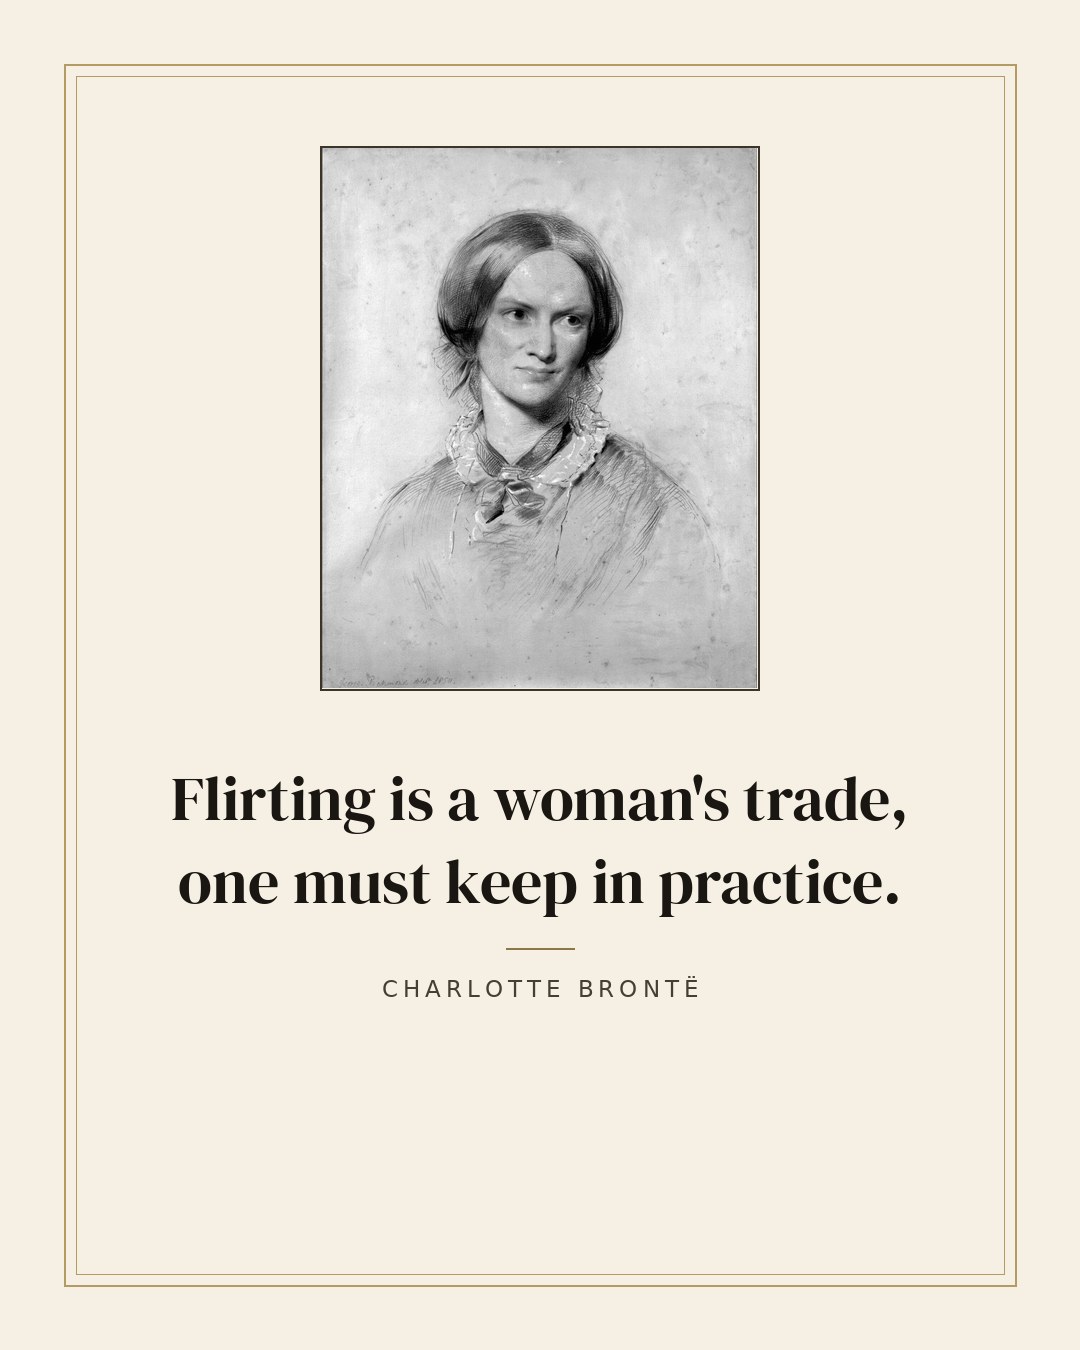 Flirting is a woman's trade,
one must keep in practice.
CHARLOTTE BRONTË